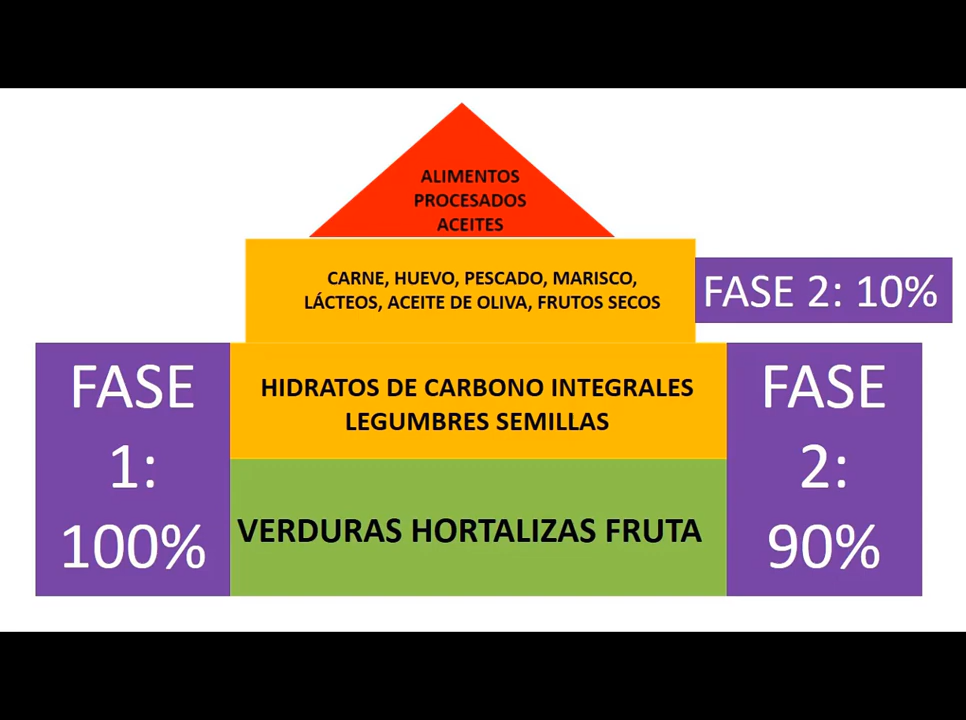 ALIMENTOS
PROCESADOS
ACEITES
CARNE, HUEVO, PESCADO, MARISCO,
LÁCTEOS, ACEITE DE OLIVA, FRUTOS SECOS
FASE 2: 10%
FASE
1:
100%
HIDRATOS DE CARBONO INTEGRALES
LEGUMBRES SEMILLAS
VERDURAS HORTALIZAS FRUTA
FASE
2:
90%